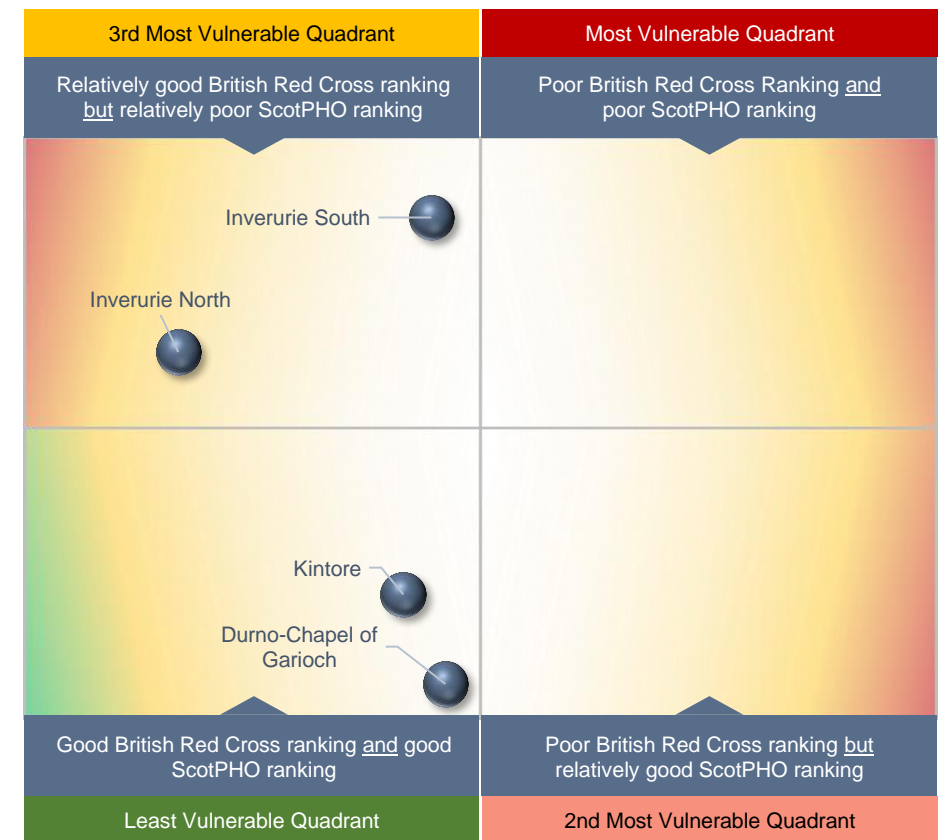 3rd Most Vulnerable Quadrant
Most Vulnerable Quadrant
Relatively good British Red Cross ranking
but relatively poor ScotPHO ranking
Poor British Red Cross Ranking and
poor ScotPHO ranking
Inverurie South
Inverurie North
Kintore
Durno-Chapel of
Garioch
Good British Red Cross ranking and good
ScotPHO ranking
Poor British Red Cross ranking but
relatively good ScotPHO ranking
Least Vulnerable Quadrant
2nd Most Vulnerable Quadrant